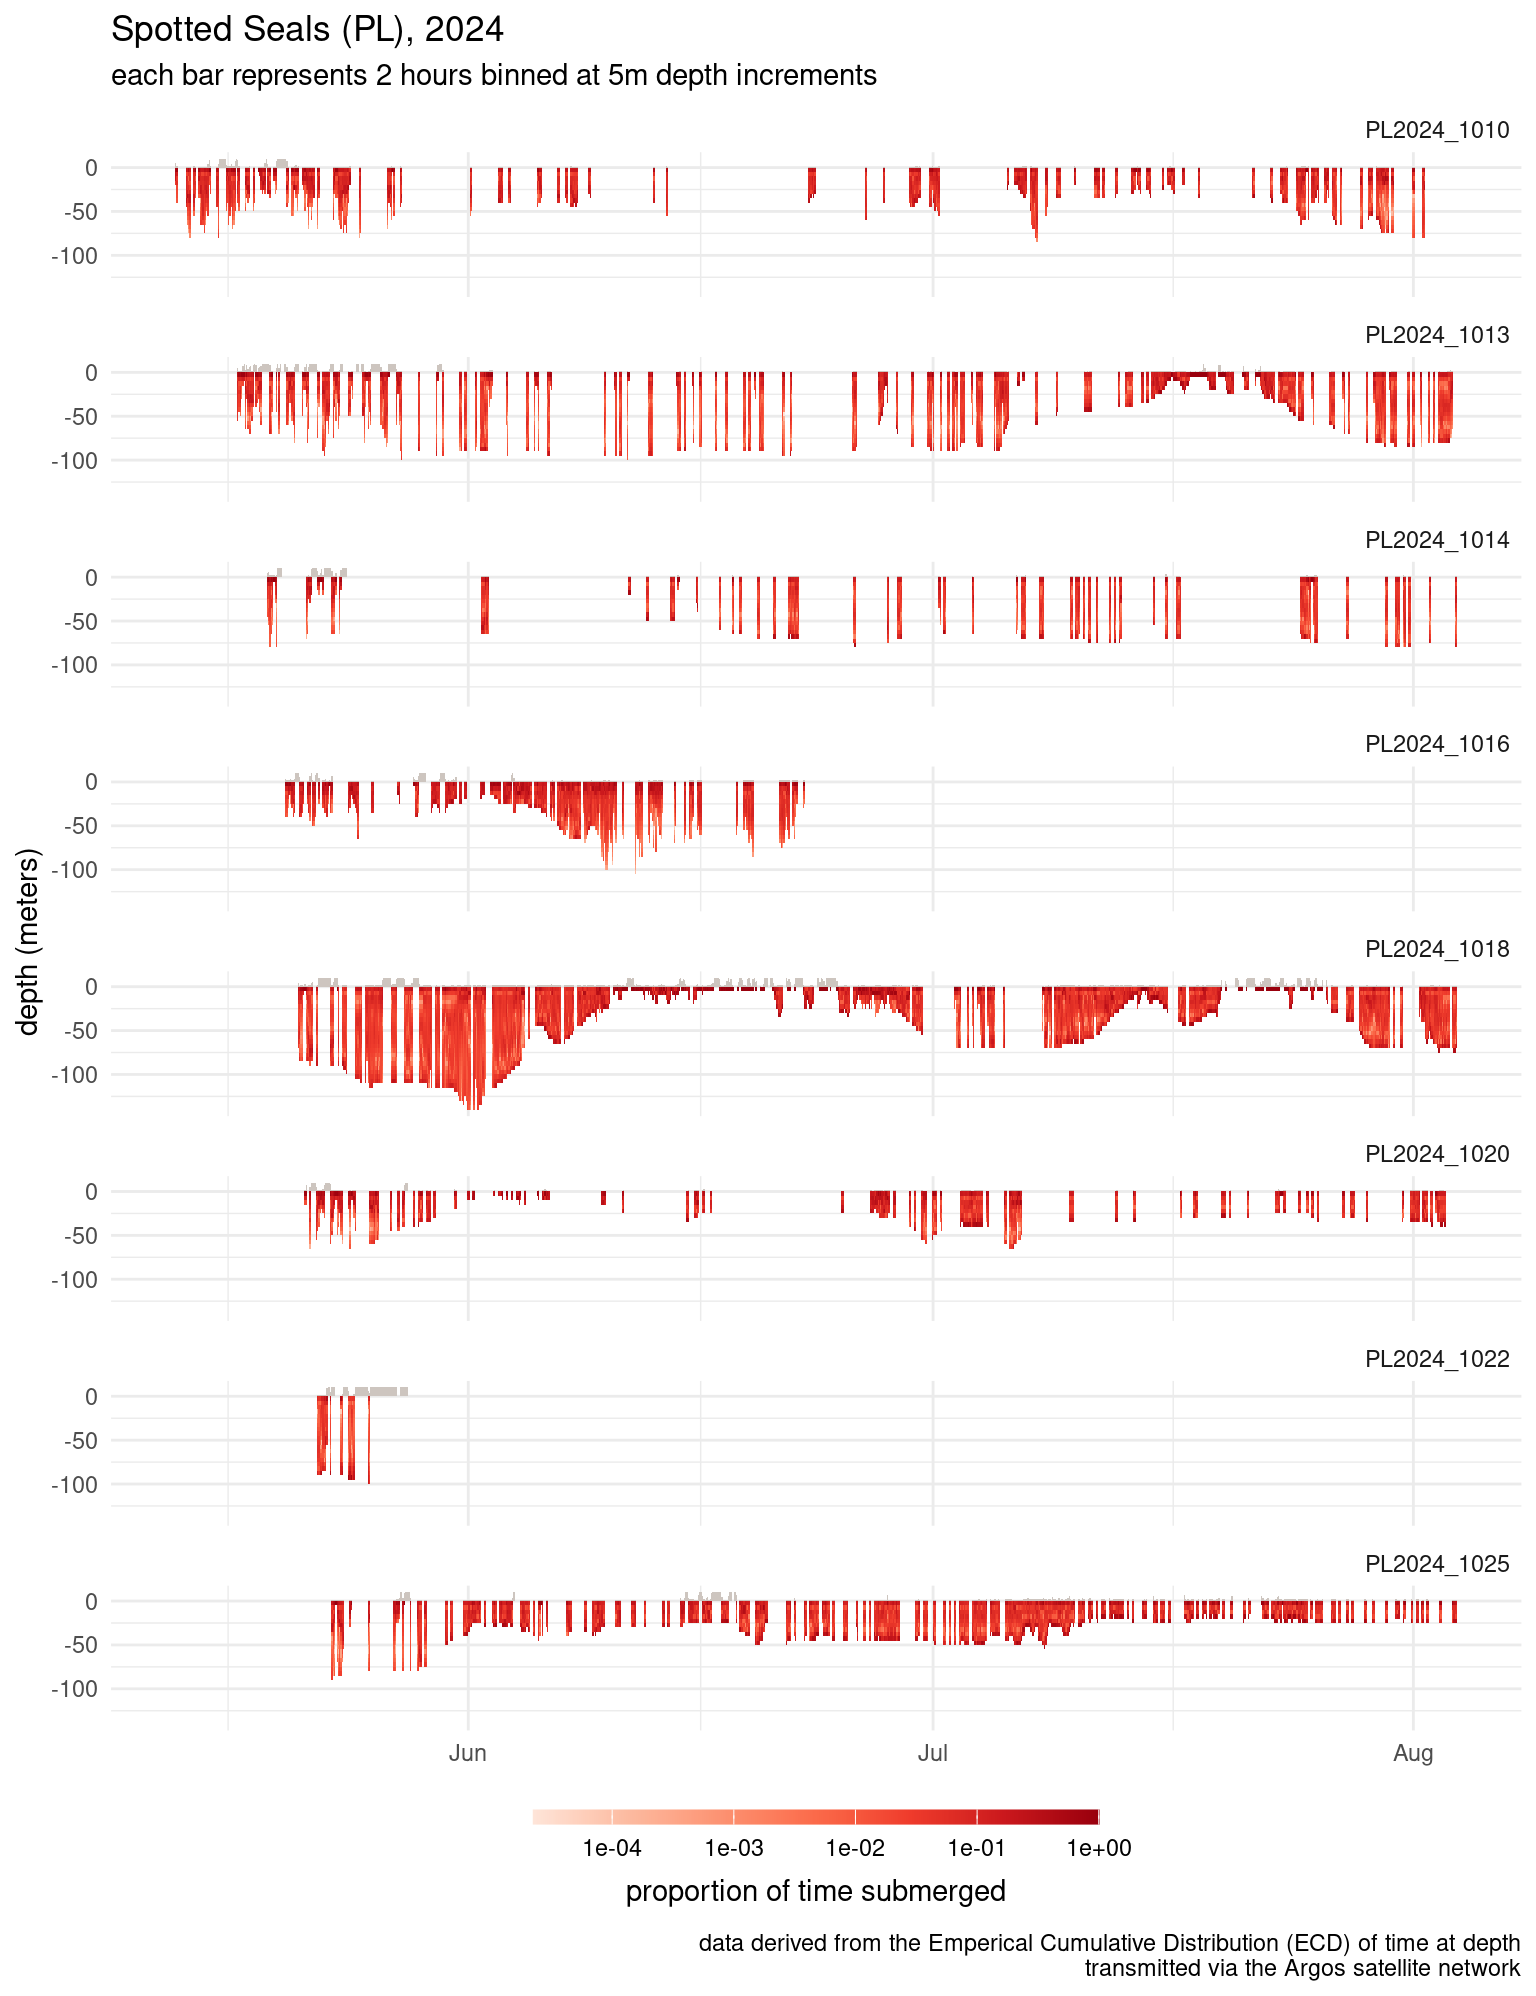 Spotted Seals (PL), 2024
each bar represents 2 hours binned at 5m depth increments
PL2024_1010
0
-50
-100
PL2024_1013
0
-50
-100
PL2024_1014
0
-50
-100
PL2024_1016
0
-50
-100
depth (meters)
PL2024_1018
0
-50
-100
PL2024_1020
0
-50
-100
PL2024_1022
0
-50
-100
PL2024_1025
0
-50
-100
Jun Jul Aug
1e-04 1e-03 1e-02 1e-01 1e+00
proportion of time submerged
data derived from the Emperical Cumulative Distribution (ECD) of time at depth
transmitted via the Argos satellite network